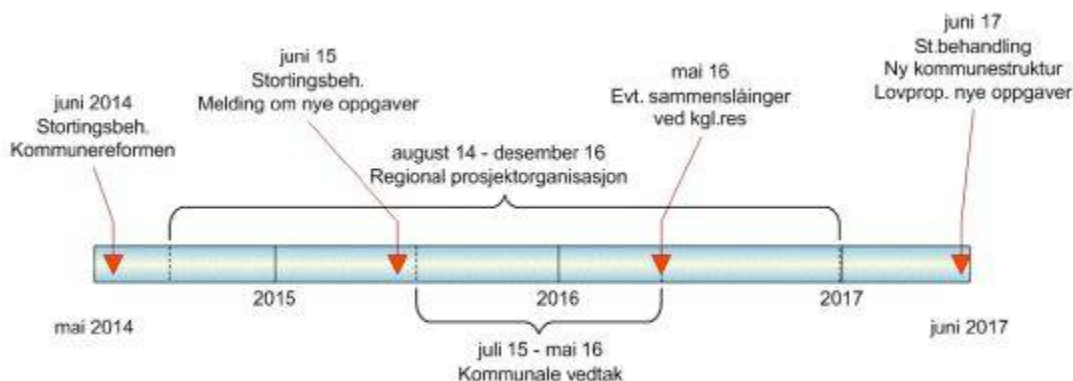 juni 17
St.behandling
Ny kommunestruktur
Lovprop. nye oppgaver
juni 15
Stortingsbeh.
Melding om nye oppgaver
mai 16
Evt. sammenslåinger
ved kgl.res
juni 2014
Stortingsbeh.
Kommunereformen
august 14 - desember 16
Regional prosjektorganisasjon
2015
2016
2017
mai 2014
juni 2017
juli 15 - mai 16
Kommunale vedtak